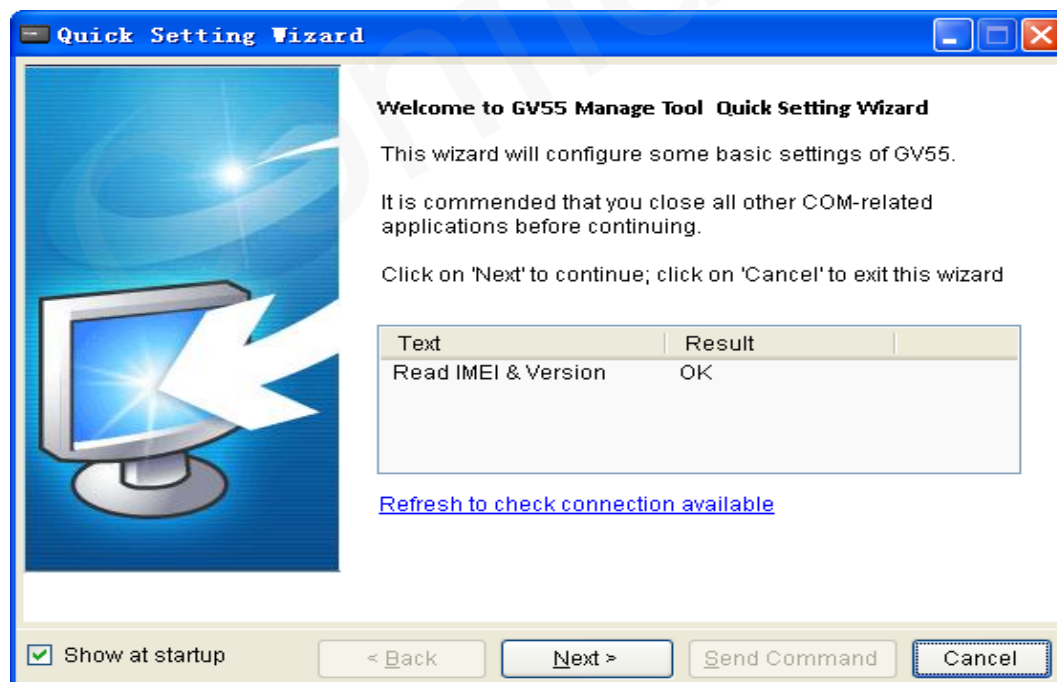 Quick Setting Wizard
Welcome to GV55 Manage Tool Quick Setting Wizard
This wizard will configure some basic settings of GV55.
It is commended that you close all other COM-related
applications before continuing.
Click on 'Next' to continue; click on 'Cancel' to exit this wizard
Text Result
Read IMEI & Version OK
Refresh to check connection available
Show at startup
< Back Next > Send Command Cancel